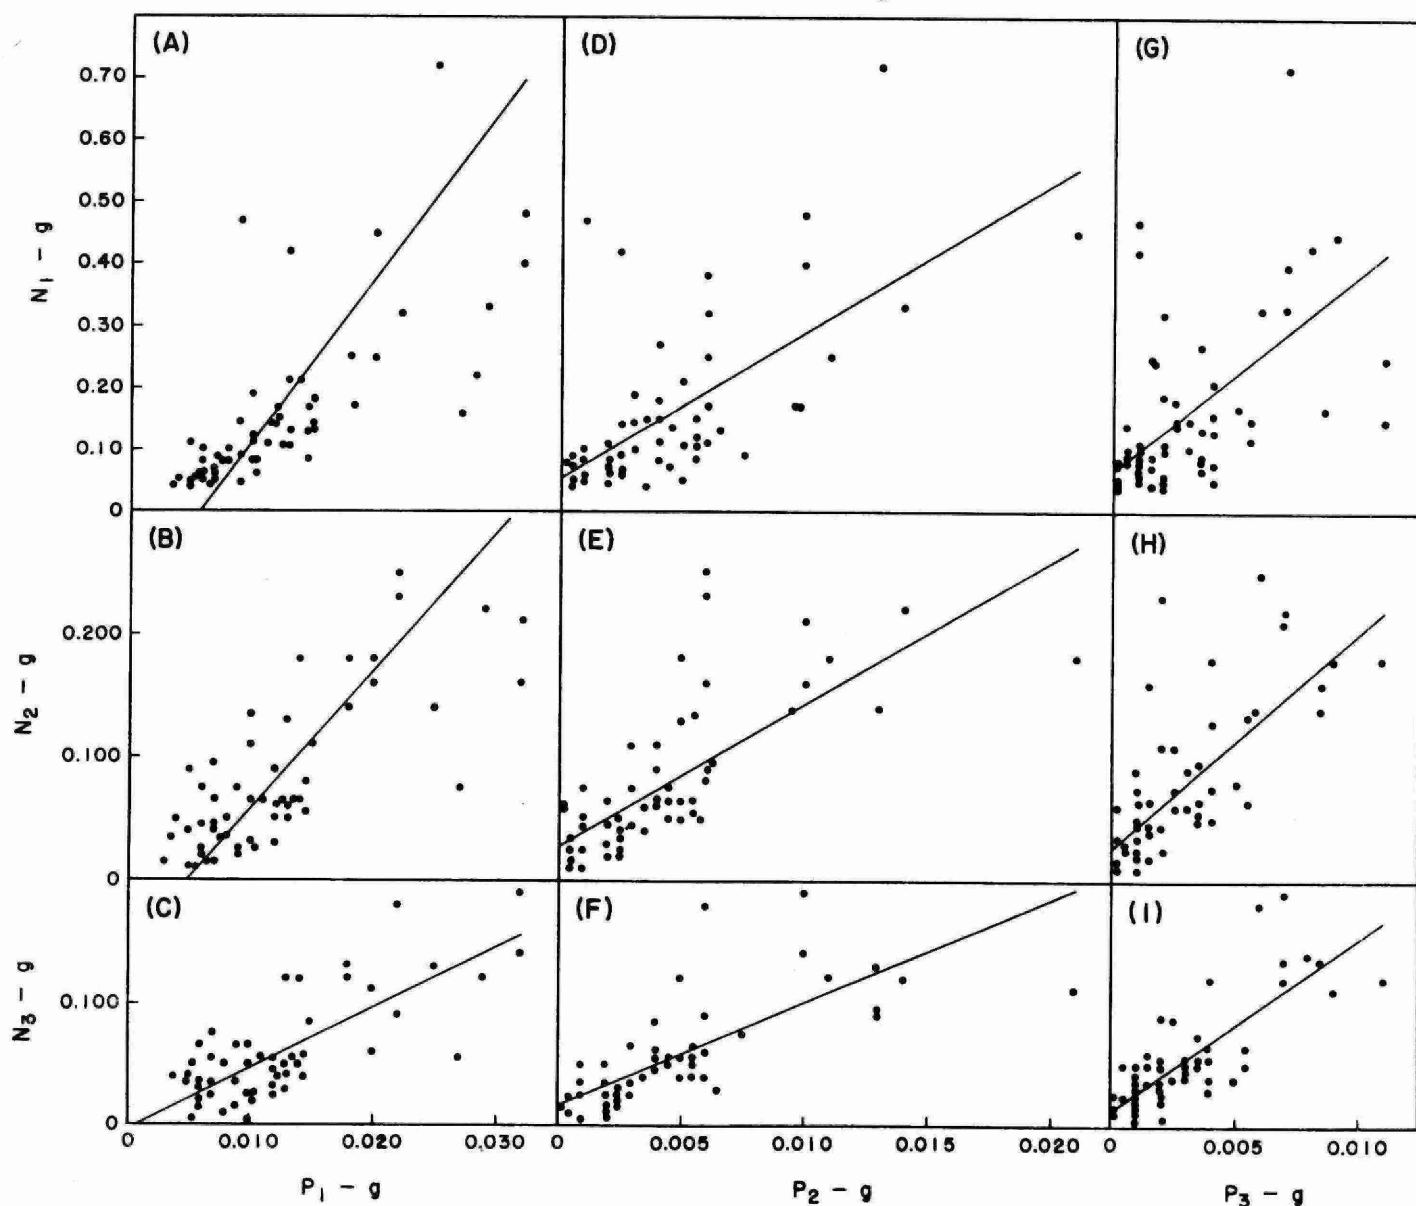 (A)
(D)
(G)
0.70
0.60
0.50
0.40
0.30
0.20
0.10
0
N₁ – g
(B)
(E)
(H)
0.200
0.100
0
N₂ – g
(C)
(F)
(I)
0.100
0
N₃ – g
0 0.010 0.020 0.030
0 0.005 0.010 0.015 0.020
0 0.005 0.010
P₁ – g
P₂ – g
P₃ – g